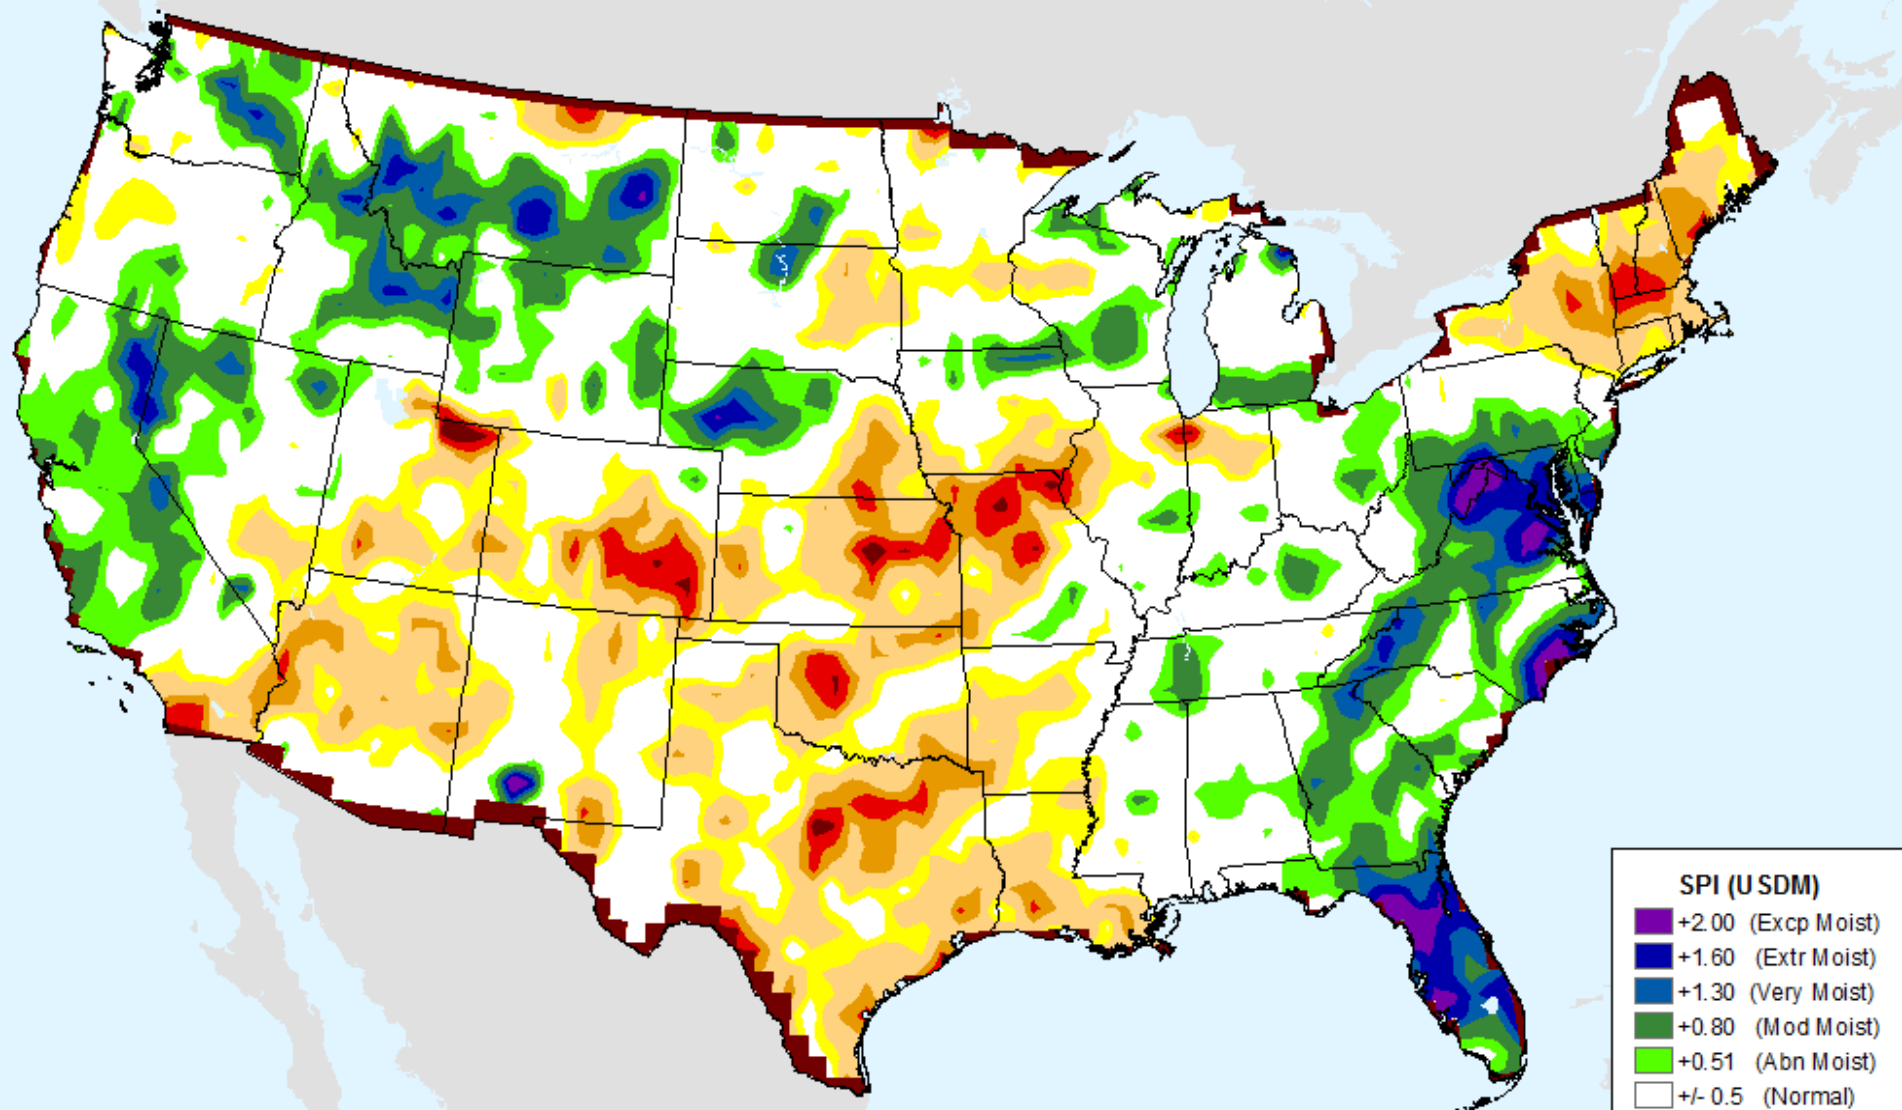 SPI (USDM)
+2.00 (Excp Moist)
+1.60 (Extr Moist)
+1.30 (Very Moist)
+0.80 (Mod Moist)
+0.51 (Abn Moist)
+/- 0.5 (Normal)